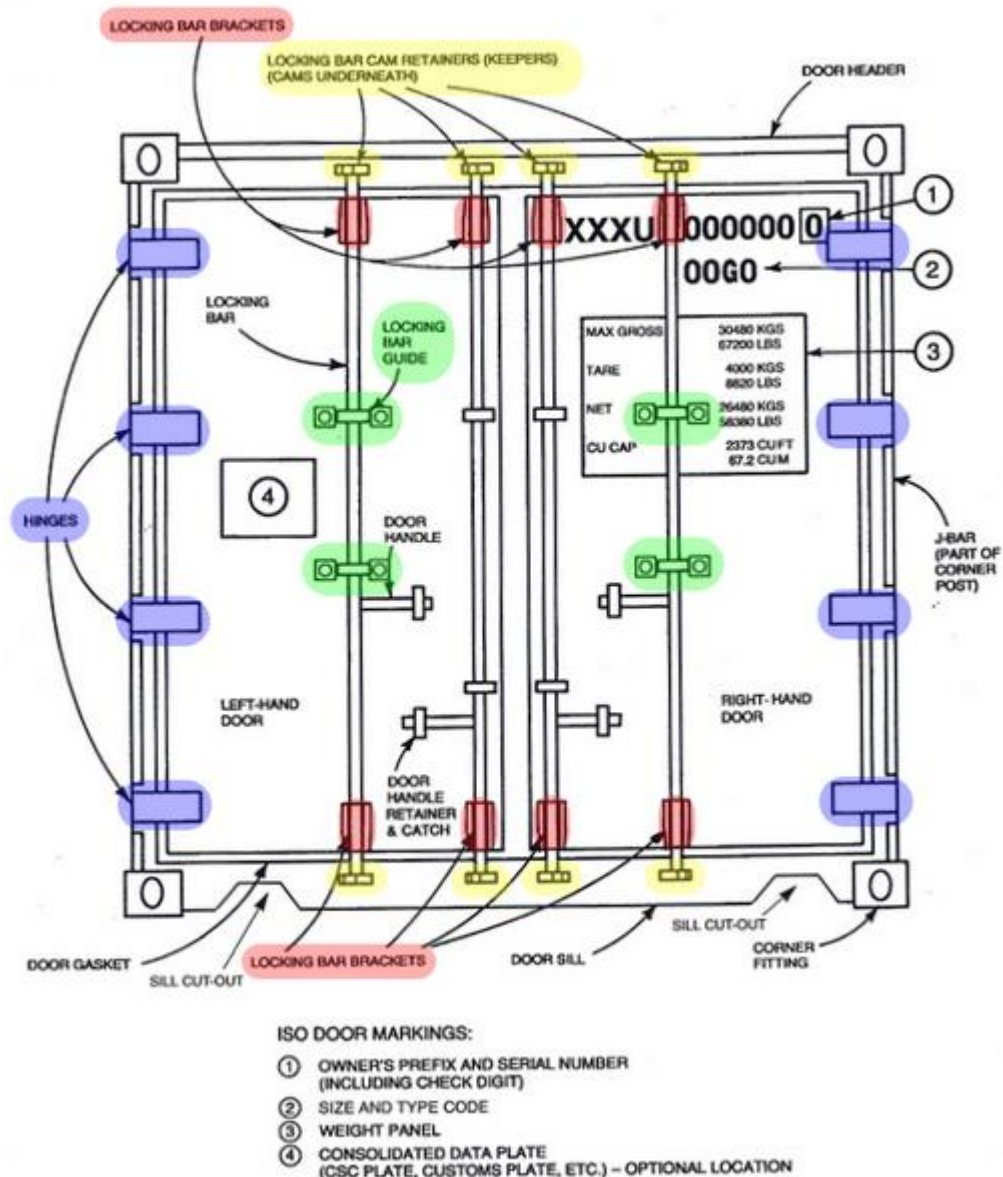 LOCKING BAR BRACKETS
LOCKING BAR CAM RETAINERS (KEEPERS)
(CAMS UNDERNEATH)
DOOR HEADER
XXXU 000000 0
1
00G0
2
LOCKING
BAR
LOCKING
BAR
GUIDE
MAX GROSS 30480 KGS
67200 LBS
TARE 4000 KGS
8820 LBS
NET 26480 KGS
58380 LBS
CU CAP 2373 CUFT
67.2 CUM
3
4
HINGES
DOOR
HANDLE
J-BAR
(PART OF
CORNER
POST)
LEFT-HAND
DOOR
RIGHT-HAND
DOOR
DOOR
HANDLE
RETAINER
& CATCH
DOOR GASKET
SILL CUT-OUT
LOCKING BAR BRACKETS
DOOR SILL
SILL CUT-OUT
CORNER
FITTING
ISO DOOR MARKINGS:
1 OWNER'S PREFIX AND SERIAL NUMBER
(INCLUDING CHECK DIGIT)
2 SIZE AND TYPE CODE
3 WEIGHT PANEL
4 CONSOLIDATED DATA PLATE
(CSC PLATE, CUSTOMS PLATE, ETC.) – OPTIONAL LOCATION